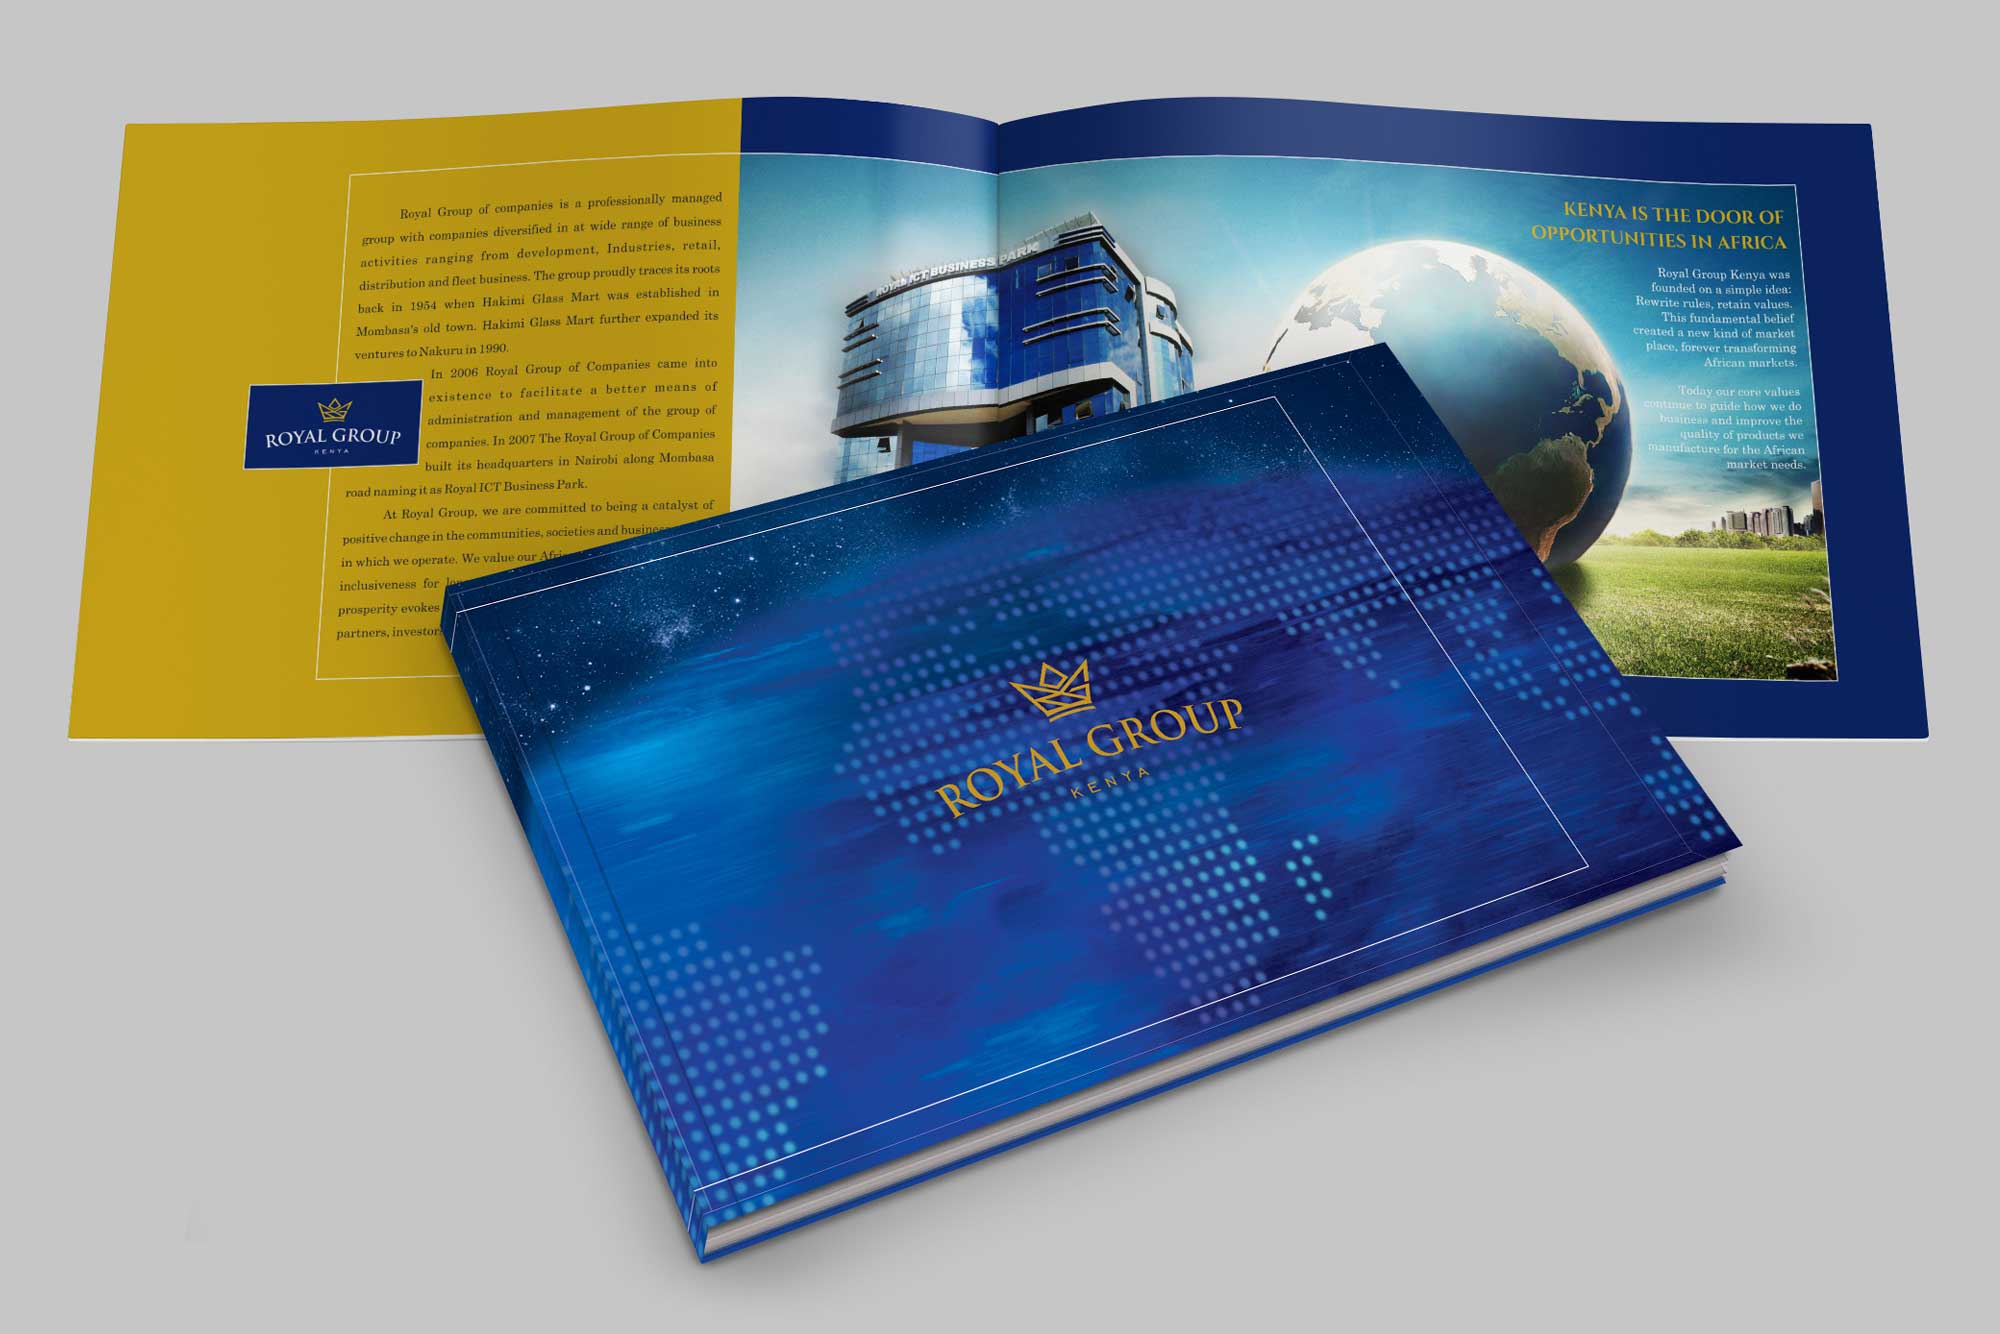 Royal Group of companies is a professionally managed
group with companies diversified in at wide range of business
activities ranging from development, Industries, retail,
distribution and fleet business. The group proudly traces its roots
back in 1954 when Hakimi Glass Mart was established in
Mombasa's old town. Hakimi Glass Mart further expanded its
ventures to Nakuru in 1990.
In 2006 Royal Group of Companies came into
existence to facilitate a better means of
administration and management of the group of
companies. In 2007 The Royal Group of Companies
built its headquarters in Nairobi along Mombasa
road naming it as Royal ICT Business Park.
At Royal Group, we are committed to being a catalyst of
positive change in the communities, societies and
in which we operate. We value our
inclusiveness for
prosperity evokes
partners,
ROYAL GROUP
KENYA
ROYAL ICT BUSINESS PARK
KENYA IS THE DOOR OF
OPPORTUNITIES IN AFRICA
Royal Group Kenya was
founded on a simple idea:
Rewrite rules, retain values.
This fundamental belief
created a new kind of market
place, forever transforming
African markets.
Today our core values
continue to guide how we do
business and improve the
quality of products we
manufacture for the African
market needs.
ROYAL GROUP
KENYA